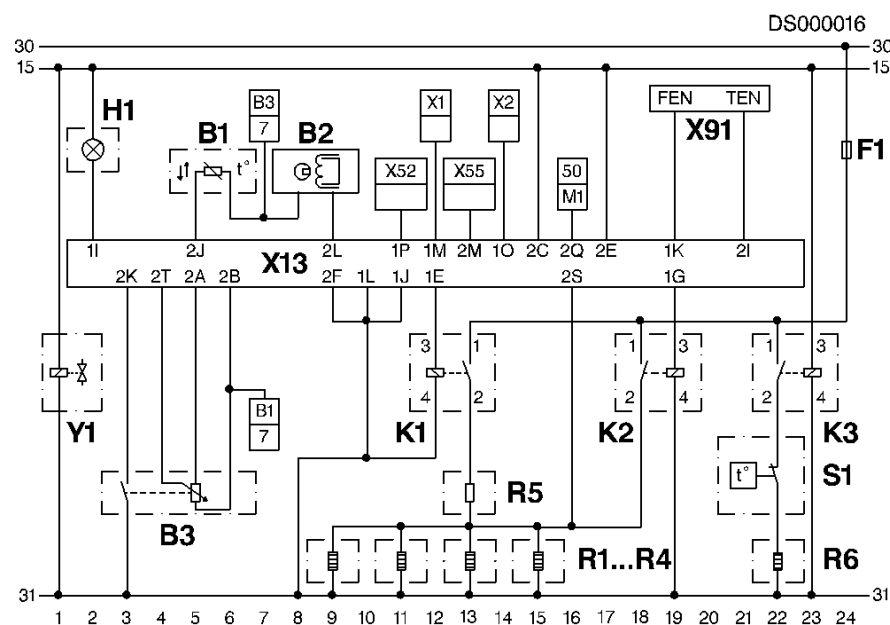 DS000016
30 30
15 15
H1 B3 X1 X2 FEN TEN
7 B1 B2 X91 F1
t° X52 X55 50
M1
1I 2J 2L 1P 1M 2M 1O 2C 2Q 2E 1K 2I
X13
2K 2T 2A 2B 2F 1L 1J 1E 2S 1G
3 1 1 3 1 3
4 2 2 4 2 4
Y1 B1 K1 K2 K3
7
t° S1
B3 R5
R1...R4 R6
31 31
1 2 3 4 5 6 7 8 9 10 11 12 13 14 15 16 17 18 19 20 21 22 23 24